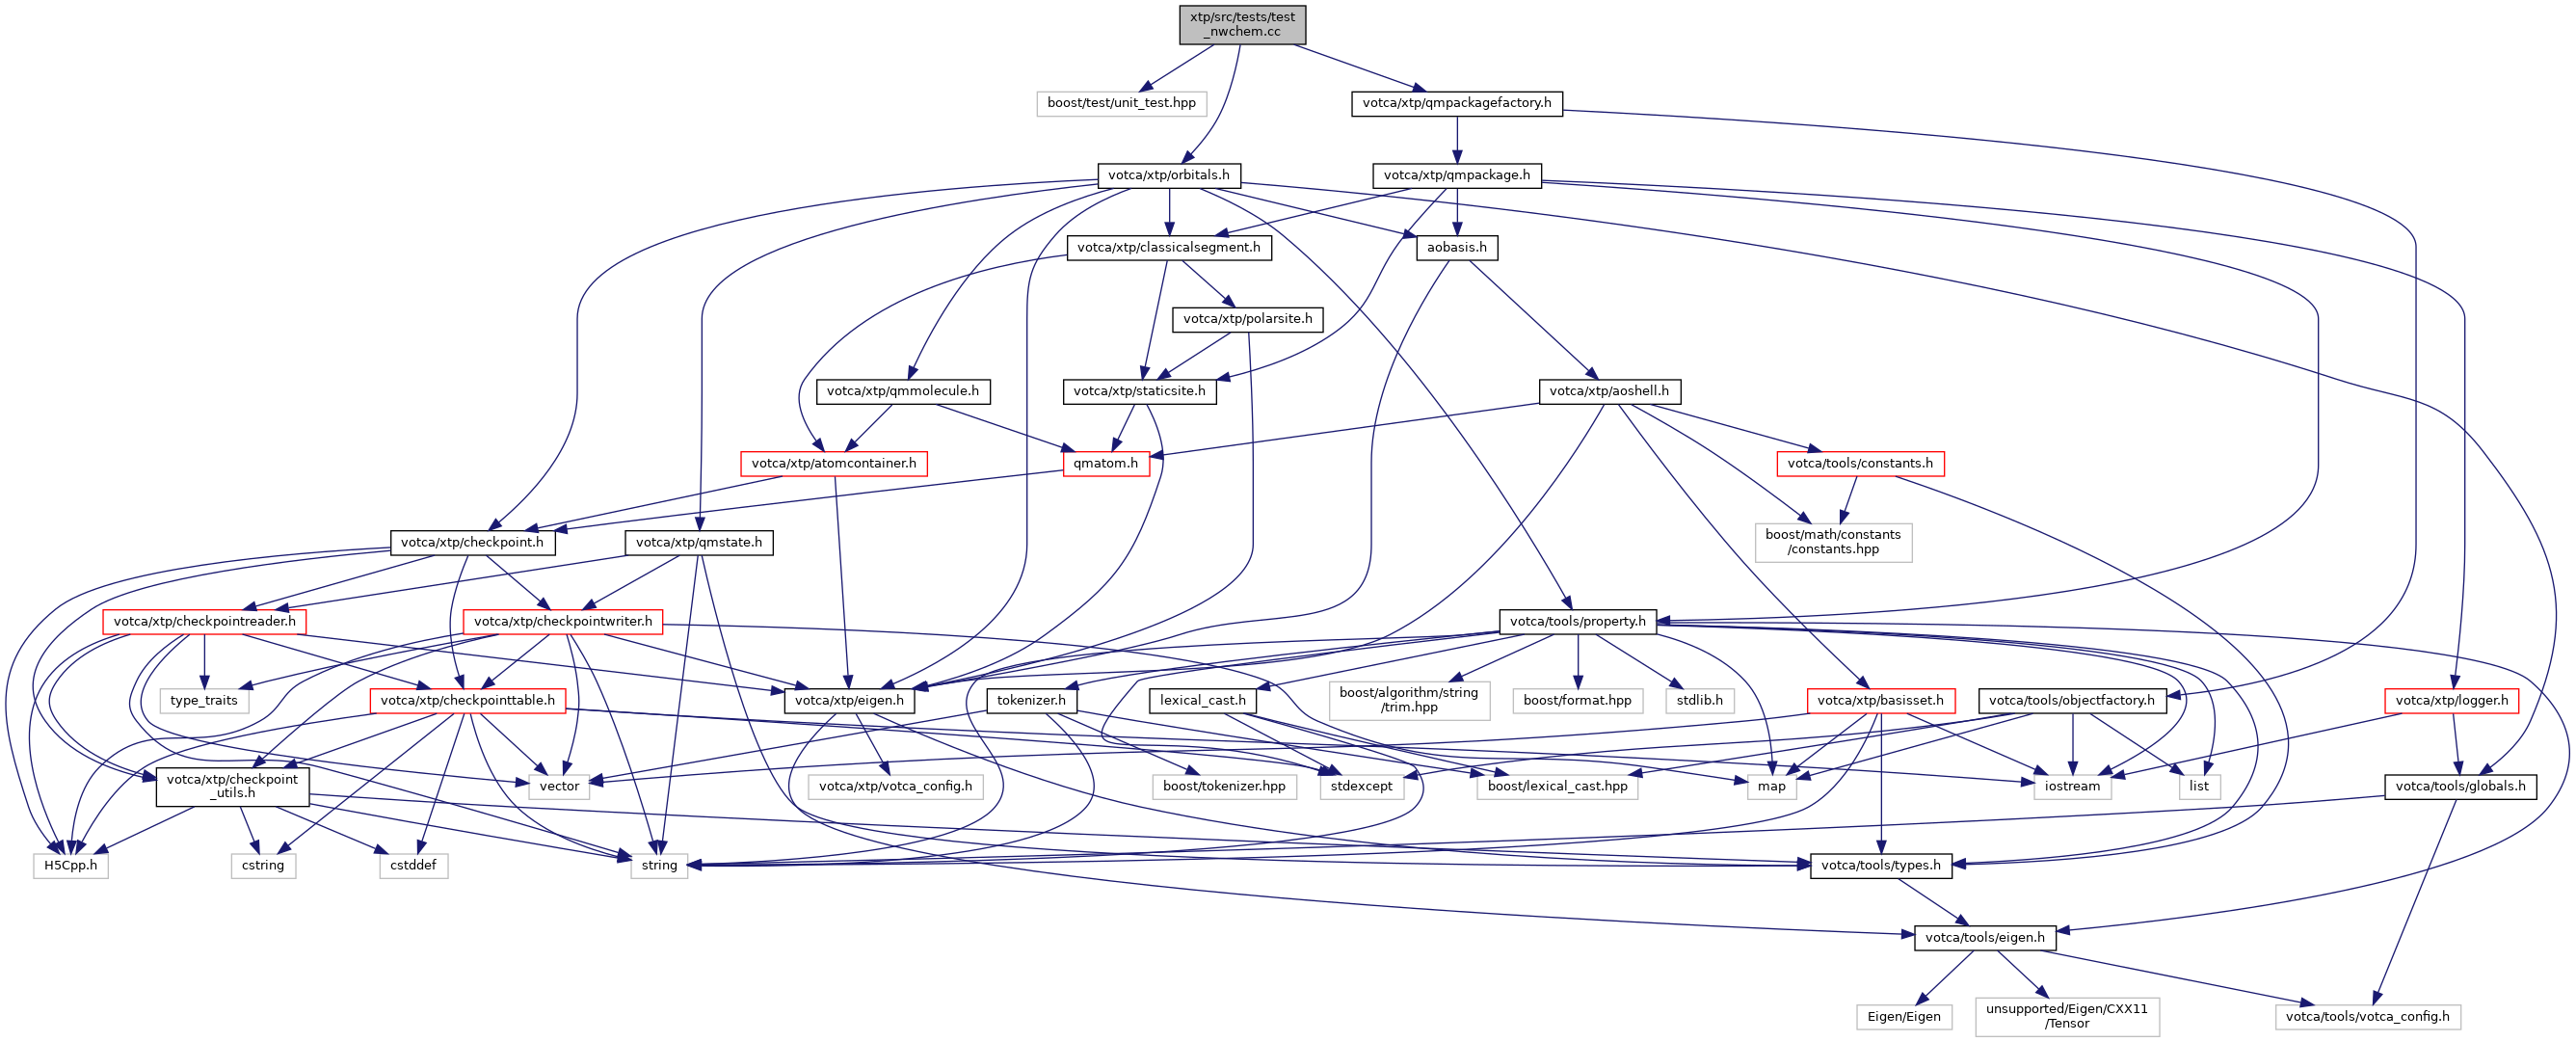 xtp/src/tests/test
_nwchem.cc
boost/test/unit_test.hpp
votca/xtp/qmpackagefactory.h
votca/xtp/orbitals.h
votca/xtp/qmpackage.h
votca/xtp/classicalsegment.h
aobasis.h
votca/xtp/polarsite.h
votca/xtp/qmmolecule.h
votca/xtp/staticsite.h
votca/xtp/aoshell.h
votca/xtp/atomcontainer.h
qmatom.h
votca/tools/constants.h
votca/xtp/checkpoint.h
votca/xtp/qmstate.h
boost/math/constants
/constants.hpp
votca/xtp/checkpointreader.h
votca/xtp/checkpointwriter.h
votca/tools/property.h
type_traits
votca/xtp/checkpointtable.h
votca/xtp/eigen.h
tokenizer.h
lexical_cast.h
boost/algorithm/string
/trim.hpp
boost/format.hpp
stdlib.h
votca/xtp/basisset.h
votca/tools/objectfactory.h
votca/xtp/logger.h
votca/xtp/checkpoint
_utils.h
vector
votca/xtp/votca_config.h
boost/tokenizer.hpp
stdexcept
boost/lexical_cast.hpp
map
iostream
list
votca/tools/globals.h
H5Cpp.h
cstring
cstddef
string
votca/tools/types.h
votca/tools/eigen.h
Eigen/Eigen
unsupported/Eigen/CXX11
/Tensor
votca/tools/votca_config.h